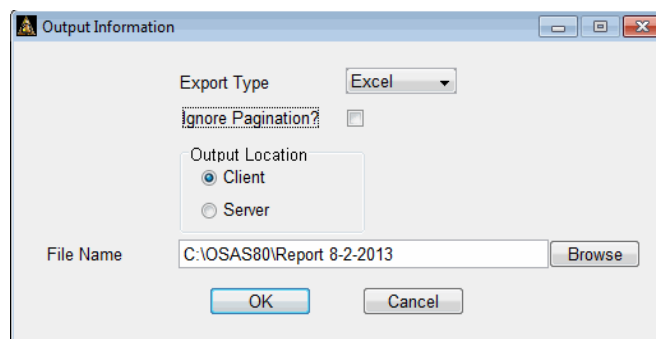 Output Information
Export Type Excel
Ignore Pagination?
Output Location
Client
Server
File Name C:\OSAS80\Report 8-2-2013 Browse
OK Cancel